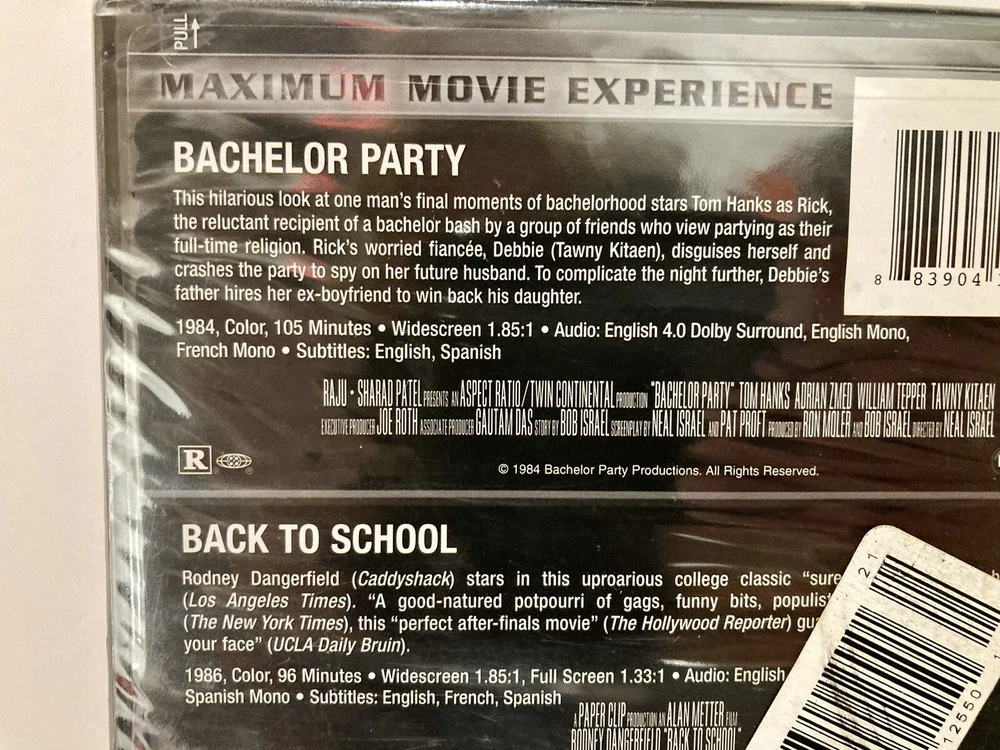 PULL
MAXIMUM MOVIE EXPERIENCE
BACHELOR PARTY
This hilarious look at one man's final moments of bachelorhood stars Tom Hanks as Rick,
the reluctant recipient of a bachelor bash by a group of friends who view partying as their
full-time religion. Rick's worried fiancée, Debbie (Tawny Kitaen), disguises herself and
crashes the party to spy on her future husband. To complicate the night further, Debbie's
father hires her ex-boyfriend to win back his daughter.
8 83904
1984, Color, 105 Minutes • Widescreen 1.85:1 • Audio: English 4.0 Dolby Surround, English Mono,
French Mono • Subtitles: English, Spanish
RAJU · SHARAD PATEL PRESENTS AN ASPECT RATIO/TWIN CONTINENTAL PRODUCTION "BACHELOR PARTY" TOM HANKS ADRIAN ZMED WILLIAM TEPPER TAWNY KITAEN
EXECUTIVE PRODUCER JOE ROTH ASSOCIATE PRODUCER GAUTAM DAS STORY BY BOB ISRAEL SCREENPLAY BY NEAL ISRAEL AND PAT PROFT PRODUCED BY RON MOLER AND BOB ISRAEL DIRECTED BY NEAL ISRAEL
R
© 1984 Bachelor Party Productions. All Rights Reserved.
BACK TO SCHOOL
Rodney Dangerfield (Caddyshack) stars in this uproarious college classic "sure
(Los Angeles Times). "A good-natured potpourri of gags, funny bits, populist
(The New York Times), this "perfect after-finals movie" (The Hollywood Reporter) gu
your face" (UCLA Daily Bruin).
1986, Color, 96 Minutes • Widescreen 1.85:1, Full Screen 1.33:1 • Audio: English
Spanish Mono • Subtitles: English, French, Spanish
A PAPER CLIP PRODUCTION AN ALAN METTER FILM
RODNEY DANGERFIELD "BACK TO SCHOOL"
21
12550